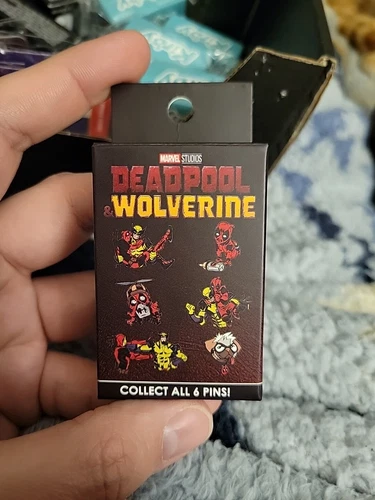 MARVEL STUDIOS
DEADPOOL
& WOLVERINE
COLLECT ALL 6 PINS!